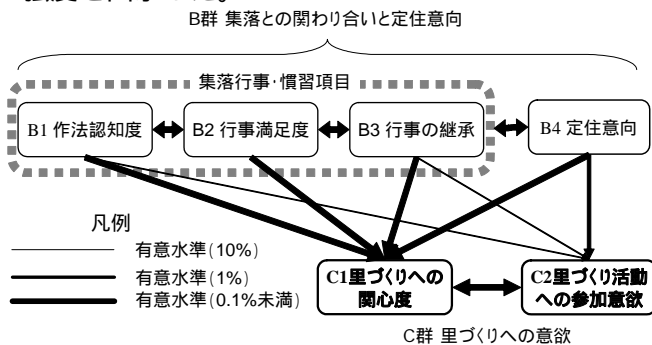 B群 集落との関わり合いと定住意向
集落行事･慣習項目
B1 作法認知度
B2 行事満足度
B3 行事の継承
B4 定住意向
凡例
有意水準(10%)
有意水準(1%)
有意水準(0.1%未満)
C1里づくりへの
関心度
C2里づくり活動
への参加意欲
C群 里づくりへの意欲